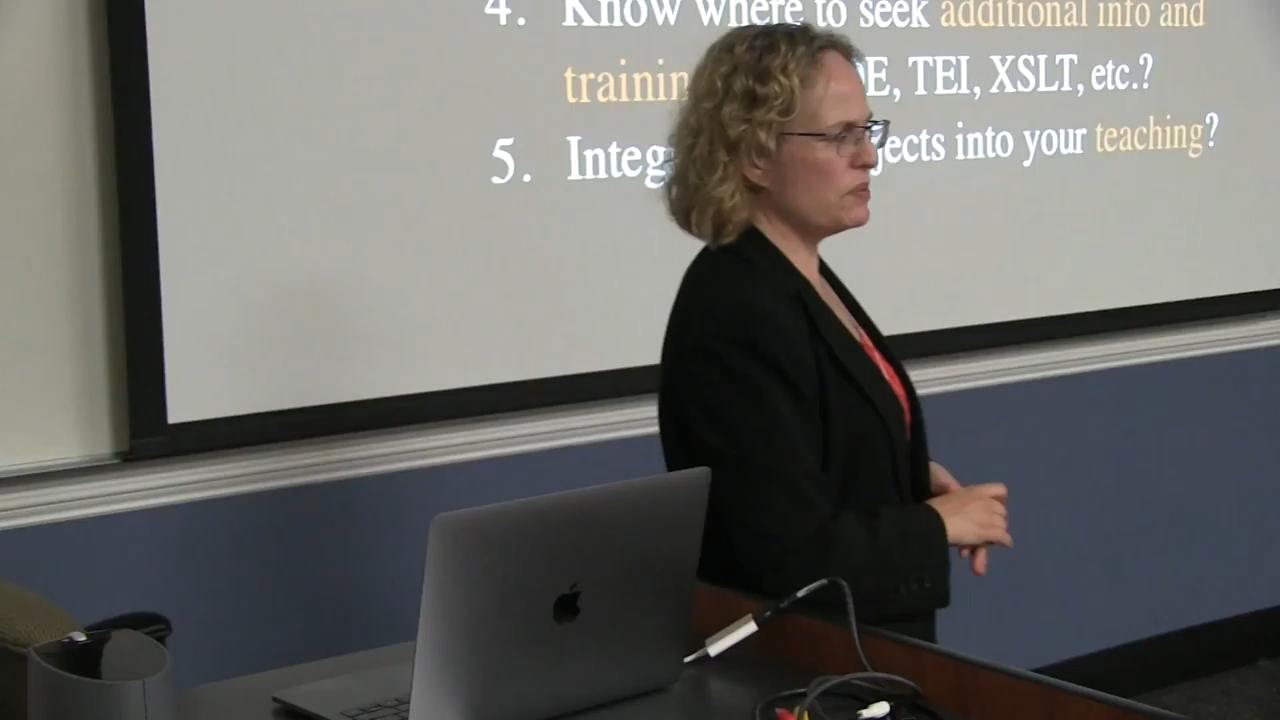 4. Know where to seek additional info and
trainin E, TEI, XSLT, etc.?
5. Integ jects into your teaching?